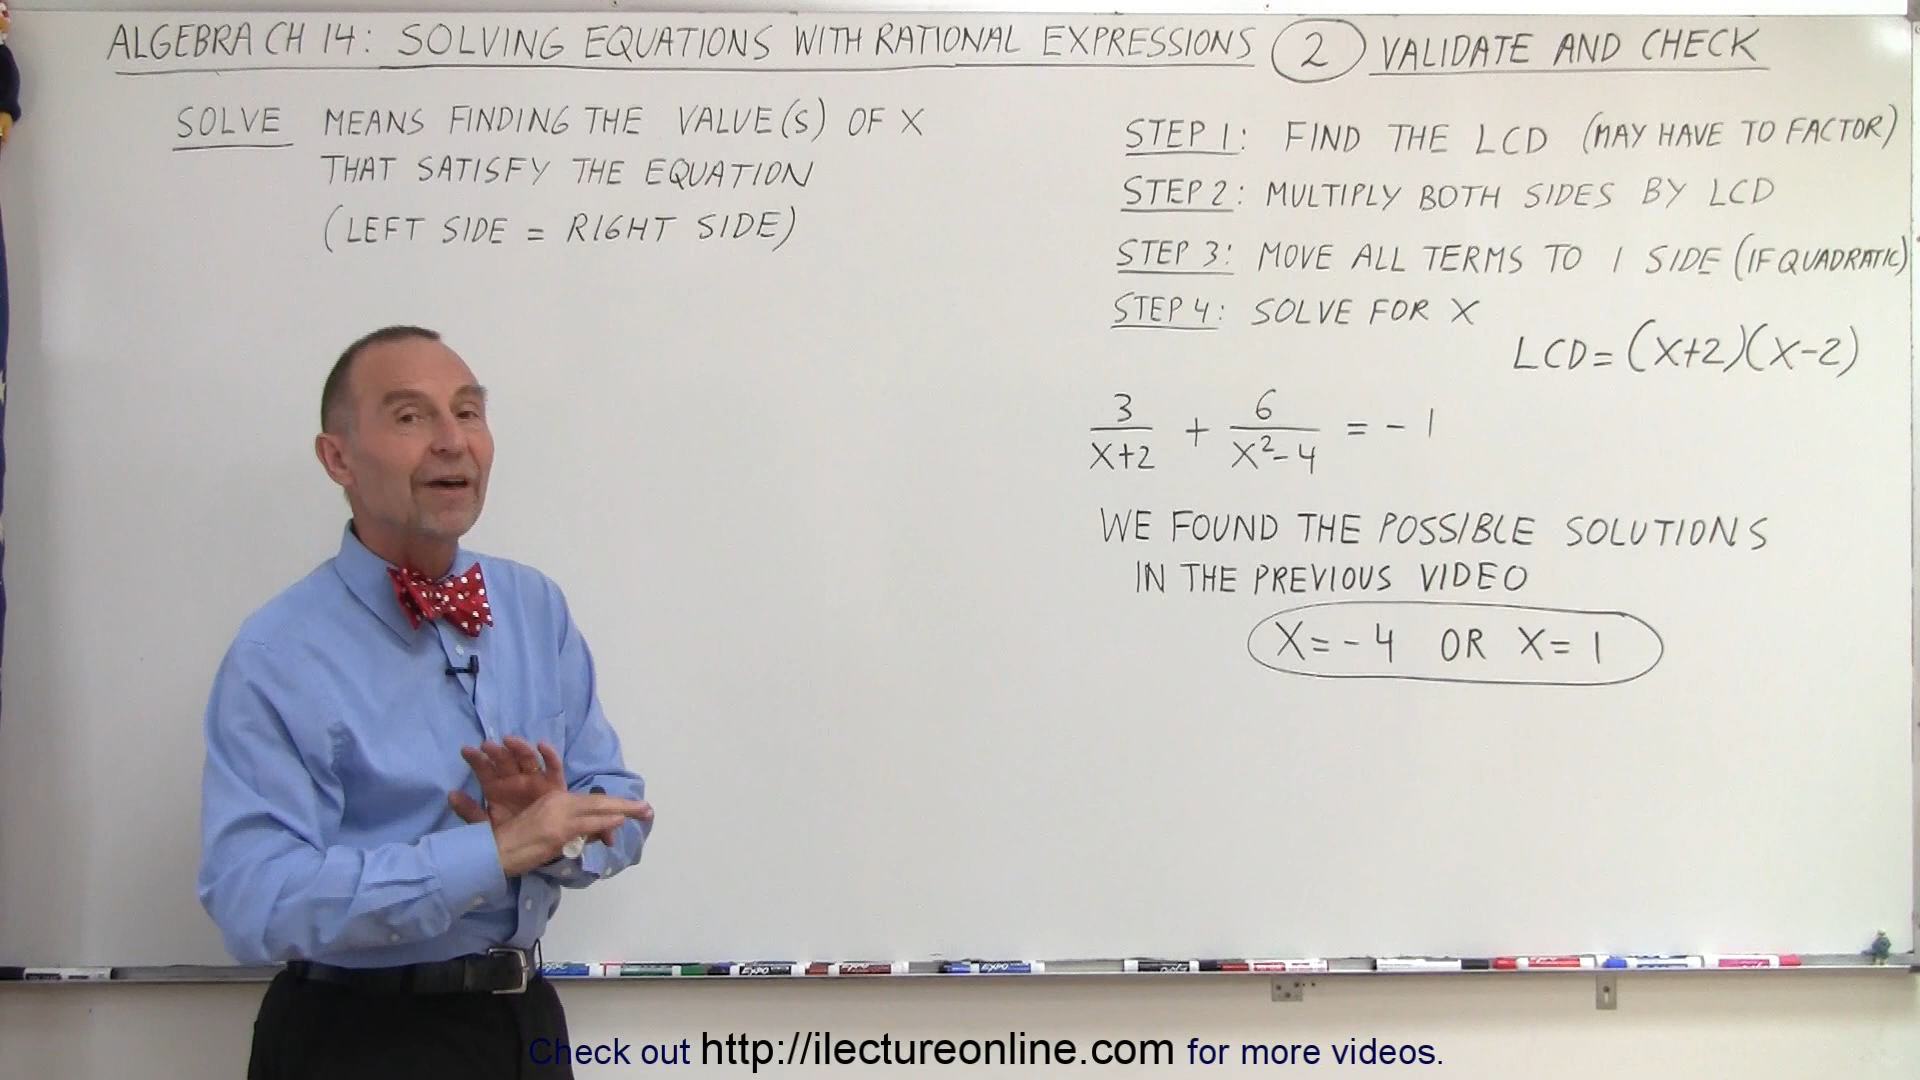 ALGEBRA CH 14: SOLVING EQUATIONS WITH RATIONAL EXPRESSIONS 2 VALIDATE AND CHECK
SOLVE MEANS FINDING THE VALUE(S) OF X
THAT SATISFY THE EQUATION
(LEFT SIDE = RIGHT SIDE)
STEP 1: FIND THE LCD (MAY HAVE TO FACTOR)
STEP 2: MULTIPLY BOTH SIDES BY LCD
STEP 3: MOVE ALL TERMS TO 1 SIDE (IF QUADRATIC)
STEP 4: SOLVE FOR X
LCD = (X+2)(X-2)
3/(X+2) + 6/(X²-4) = -1
WE FOUND THE POSSIBLE SOLUTIONS
IN THE PREVIOUS VIDEO
X = -4 OR X = 1
EXPO
EXPO
Check out http://ilectureonline.com for more videos.